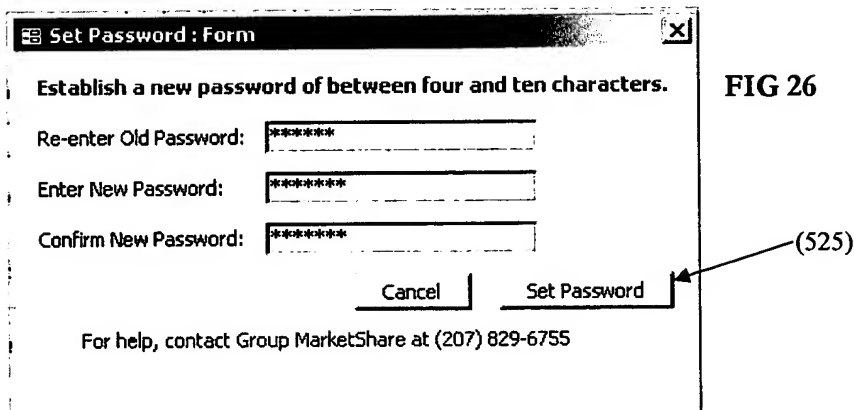 Set Password : Form
Establish a new password of between four and ten characters.
FIG 26
Re-enter Old Password: ******
Enter New Password: *******
Confirm New Password: *******
(525)
Cancel Set Password
For help, contact Group MarketShare at (207) 829-6755